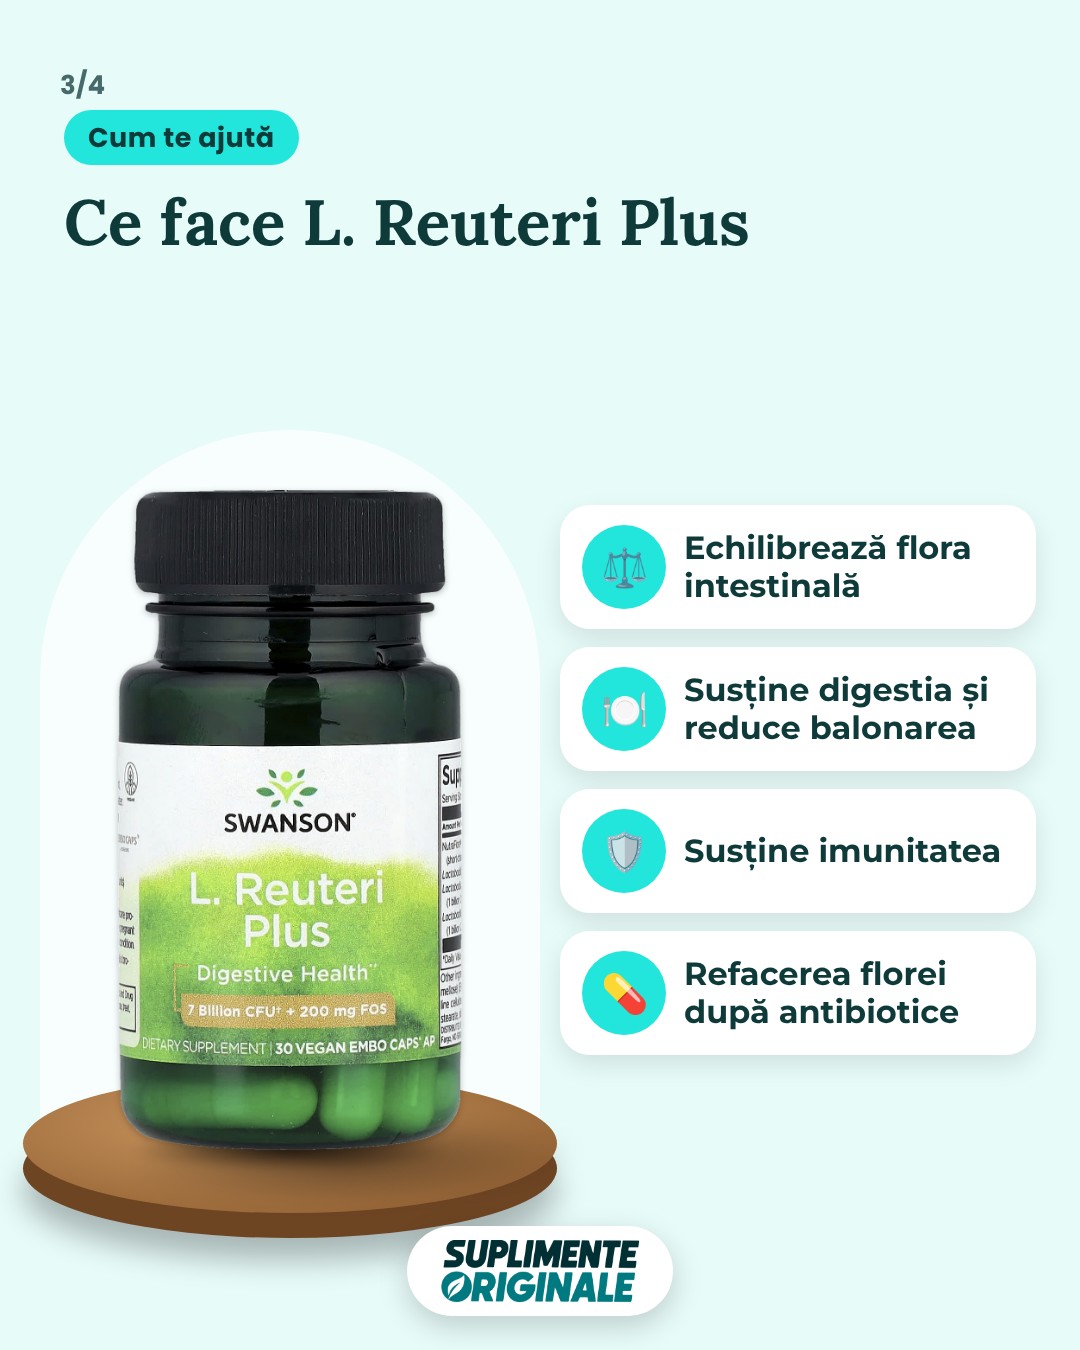 3/4
Cum te ajută
Ce face L. Reuteri Plus
Echilibrează flora
intestinală
Susține digestia și
reduce balonarea
Susține imunitatea
Refacerea florei
după antibiotice
SWANSON®
L. Reuteri
Plus
Digestive Health
7 Billion CFU† + 200 mg FOS
DIETARY SUPPLEMENT | 30 VEGAN EMBO CAPS® AP
SUPLIMENTE
ORIGINALE